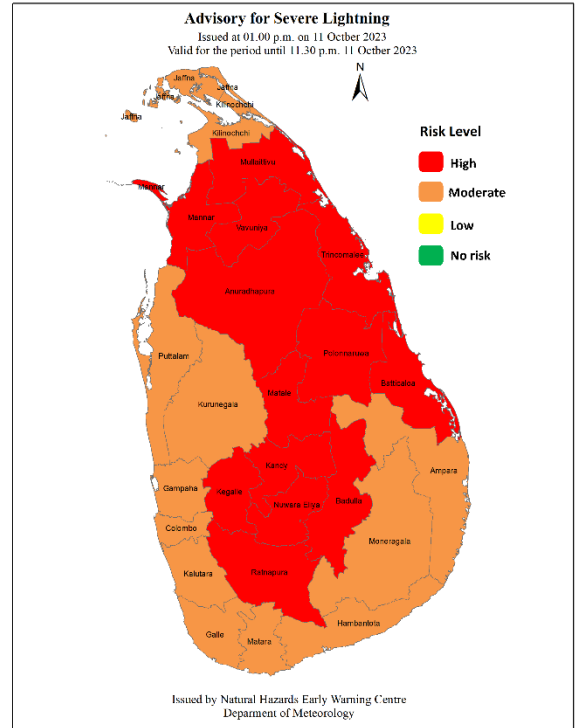 Advisory for Severe Lightning
Issued at 01.00 p.m. on 11 Octber 2023
Valid for the period until 11.30 p.m. 11 Octber 2023
N
Jaffna
Jaffna
Jaffna
Jaffna
Kilinochchi
Kilinochchi
Risk Level
High
Moderate
Low
No risk
Mullaitivu
Mannar
Mannar
Vavuniya
Trincomalee
Anuradhapura
Polonnaruwa
Puttalam
Batticaloa
Kurunegala
Matale
Kandy
Ampara
Gampaha
Kegalle
Nuwara Eliya
Badulla
Colombo
Moneragala
Kalutara
Ratnapura
Hambantota
Galle
Matara
Issued by Natural Hazards Early Warning Centre
Deparment of Meteorology